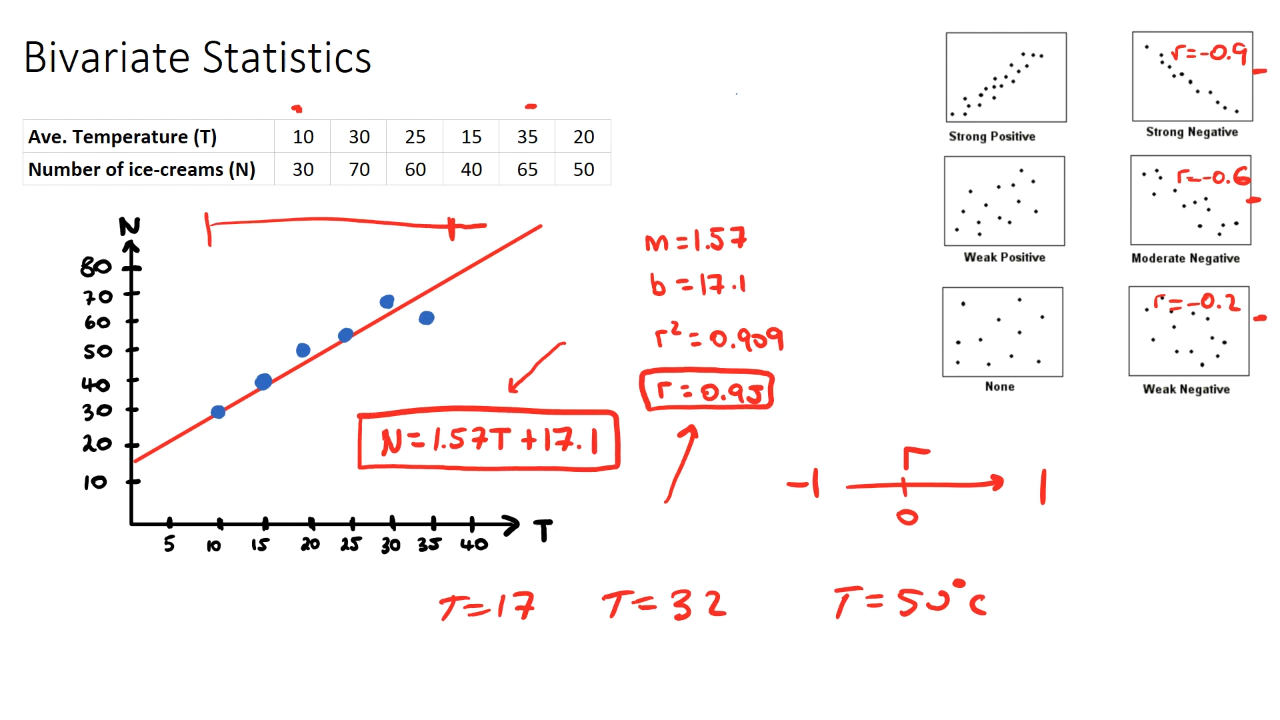 Bivariate Statistics
Ave. Temperature (T) 10 30 25 15 35 20
Number of ice-creams (N) 30 70 60 40 65 50
N
80
70
60
50
40
30
20
10
5 10 15 20 25 30 35 40 T
N=1.57T+17.1
m=1.57
b=17.1
r²=0.909
r=0.95
r
-1 0 1
T=17 T=32 T=50°c
Strong Positive
r=-0.9
Strong Negative
Weak Positive
r=-0.6
Moderate Negative
None
r=-0.2
Weak Negative